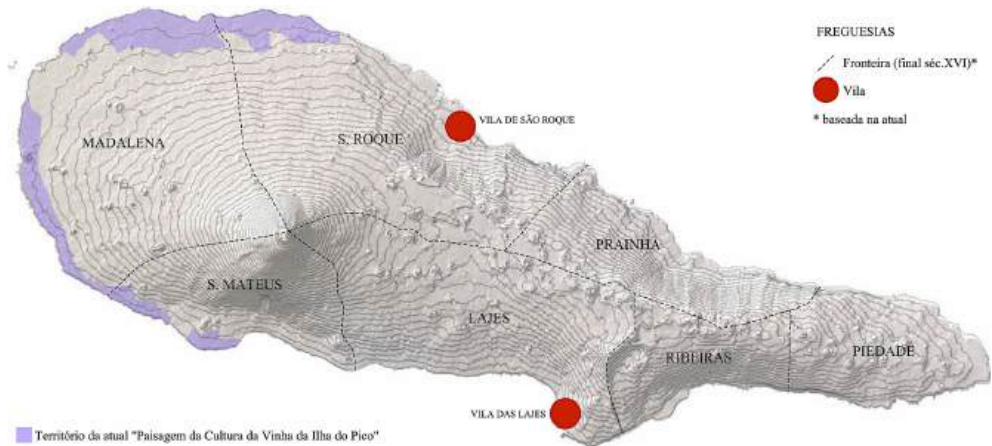 FREGUESIAS
Fronteira (final séc.XVI)*
Vila
* baseada na atual
VILA DE SÃO ROQUE
MADALENA
S. ROQUE
PRAINHA
S. MATEUS
LAJES
RIBEIRAS
PIEDADE
VILA DAS LAJES
Território da atual "Paisagem da Cultura da Vinha da Ilha do Pico"